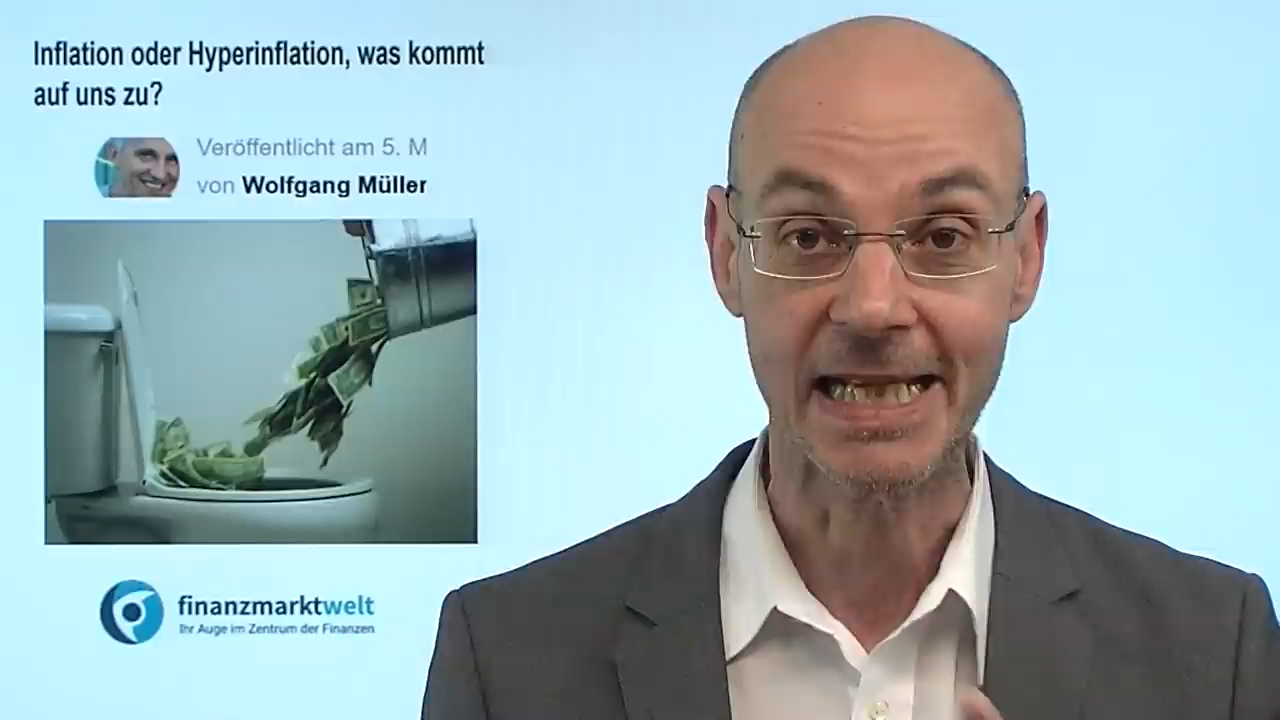 Inflation oder Hyperinflation, was kommt
auf uns zu?
Veröffentlicht am 5. M
von Wolfgang Müller
finanzmarktwelt
Ihr Auge im Zentrum der Finanzen